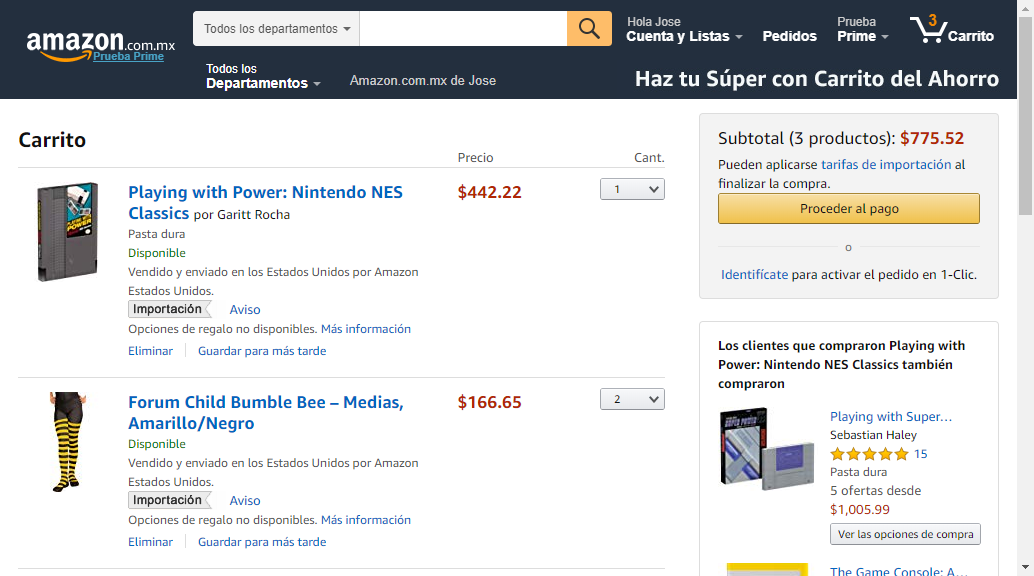 amazon.com.mx
Prueba Prime
Todos los departamentos
Hola Jose
Cuenta y Listas
Pedidos
Prueba
Prime
3
Carrito
Todos los
Departamentos
Amazon.com.mx de Jose
Haz tu Súper con Carrito del Ahorro
Carrito
Precio
Cant.
Playing with Power: Nintendo NES
Classics por Garitt Rocha
Pasta dura
Disponible
Vendido y enviado en los Estados Unidos por Amazon
Estados Unidos.
Importación Aviso
Opciones de regalo no disponibles. Más información
Eliminar Guardar para más tarde
$442.22
1
Forum Child Bumble Bee – Medias,
Amarillo/Negro
Disponible
Vendido y enviado en los Estados Unidos por Amazon
Estados Unidos.
Importación Aviso
Opciones de regalo no disponibles. Más información
Eliminar Guardar para más tarde
$166.65
2
Subtotal (3 productos): $775.52
Pueden aplicarse tarifas de importación al
finalizar la compra.
Proceder al pago
o
Identifícate para activar el pedido en 1-Clic.
Los clientes que compraron Playing with
Power: Nintendo NES Classics también
compraron
Playing with Super…
Sebastian Haley
15
Pasta dura
5 ofertas desde
$1,005.99
Ver las opciones de compra
The Game Console: A…